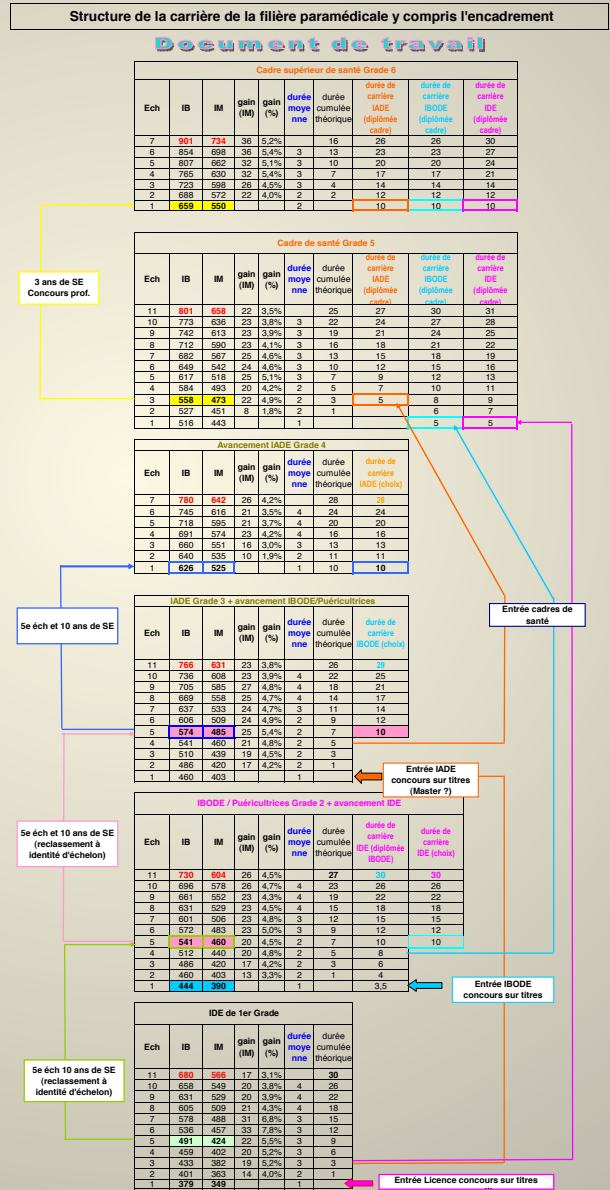 Structure de la carrière de la filière paramédicale y compris l'encadrement
Document de travail
Cadre supérieur de santé Grade 6
Ech IB IM gain (IM) gain (%) durée moye nne durée cumulée théorique durée de carrière IADE (diplômée cadre) durée de carrière IBODE (diplômée cadre) durée de carrière IDE (diplômée cadre)
7 901 734 36 5,2% 16 26 26 30
6 854 698 36 5,4% 3 13 23 23 27
5 807 662 32 5,1% 3 10 20 20 24
4 765 630 32 5,4% 3 7 17 17 21
3 723 598 26 4,5% 3 4 14 14 14
2 688 572 22 4,0% 2 2 12 12 12
1 659 550 2 10 10 10
3 ans de SE
Concours prof.
Cadre de santé Grade 5
Ech IB IM gain (IM) gain (%) durée moye nne durée cumulée théorique durée de carrière IADE (diplômée cadre) durée de carrière IBODE (diplômée cadre) durée de carrière IDE (diplômée cadre)
11 801 658 22 3,5% 25 27 30 31
10 773 636 23 3,8% 3 22 24 27 28
9 742 613 23 3,9% 3 19 21 24 25
8 712 590 23 4,1% 3 16 18 21 22
7 682 567 25 4,6% 3 13 15 18 19
6 649 542 24 4,6% 3 10 12 15 16
5 617 518 25 5,1% 3 7 9 12 13
4 584 493 20 4,2% 2 5 7 10 11
3 558 473 22 4,9% 2 3 5 8 9
2 527 451 8 1,8% 2 1 6 7
1 516 443 1 5 5
Avancement IADE Grade 4
Ech IB IM gain (IM) gain (%) durée moye nne durée cumulée théorique durée de carrière IADE (choix)
7 780 642 26 4,2% 28 28
6 745 616 21 3,5% 4 24 24
5 718 595 21 3,7% 4 20 20
4 691 574 23 4,2% 4 16 16
3 660 551 16 3,0% 3 13 13
2 640 535 10 1,9% 2 11 11
1 626 525 1 10 10
5e éch et 10 ans de SE
Entrée cadres de
santé
IADE Grade 3 + avancement IBODE/Puéricultrices
Ech IB IM gain (IM) gain (%) durée moye nne durée cumulée théorique durée de carrière IBODE (choix)
11 766 631 23 3,8% 26 29
10 736 608 23 3,9% 4 22 25
9 705 585 27 4,8% 4 18 21
8 669 558 25 4,7% 4 14 17
7 637 533 24 4,7% 3 11 14
6 606 509 24 4,9% 2 9 12
5 574 485 25 5,4% 2 7 10
4 541 460 21 4,8% 2 5
3 510 439 19 4,5% 2 3
2 486 420 17 4,2% 2 1
1 460 403 1
Entrée IADE
concours sur titres
(Master ?)
IBODE / Puéricultrices Grade 2 + avancement IDE
Ech IB IM gain (IM) gain (%) durée moye nne durée cumulée théorique durée de carrière IDE (diplômée IBODE) durée de carrière IDE (choix)
5e éch et 10 ans de SE
(reclassement à
identité d'échelon)
11 730 604 26 4,5% 27 30 30
10 696 578 26 4,7% 4 23 26 26
9 661 552 23 4,3% 4 19 22 22
8 631 529 23 4,5% 4 15 18 18
7 601 506 23 4,8% 3 12 15 15
6 572 483 23 5,0% 3 9 12 12
5 541 460 20 4,5% 2 7 10 10
4 512 440 20 4,8% 2 5 8
3 486 420 17 4,2% 2 3 6
2 460 403 13 3,3% 2 1 4
1 444 390 1 3,5
Entrée IBODE
concours sur titres
IDE de 1er Grade
Ech IB IM gain (IM) gain (%) durée moye nne durée cumulée théorique
5e éch 10 ans de SE
(reclassement à
identité d'échelon)
11 680 566 17 3,1% 30
10 658 549 20 3,8% 4 26
9 631 529 20 3,9% 4 22
8 605 509 21 4,3% 4 18
7 578 488 31 6,8% 3 15
6 536 457 33 7,8% 3 12
5 491 424 22 5,5% 3 9
4 459 402 20 5,2% 3 6
3 433 382 19 5,2% 3 3
2 401 363 14 4,0% 2 1
1 379 349 1
Entrée Licence concours sur titres